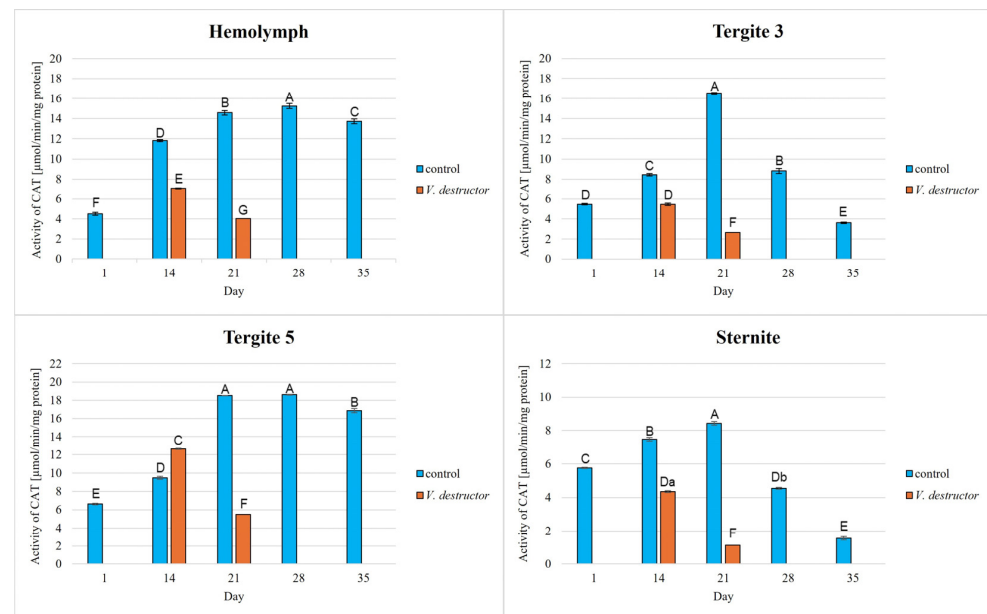 Hemolymph
Activity of CAT [µmol/min/mg protein]
20
18
16
14
12
10
8
6
4
2
0
F
D
E
B
G
A
C
1 14 21 28 35
Day
control
V. destructor
Tergite 3
Activity of CAT [µmol/min/mg protein]
20
18
16
14
12
10
8
6
4
2
0
D
C
D
A
F
B
E
1 14 21 28 35
Day
control
V. destructor
Tergite 5
Activity of CAT [µmol/min/mg protein]
22
20
18
16
14
12
10
8
6
4
2
0
E
D
C
A
F
A
B
1 14 21 28 35
Day
control
V. destructor
Sternite
Activity of CAT [µmol/min/mg protein]
12
10
8
6
4
2
0
C
B
Da
A
F
Db
E
1 14 21 28 35
Day
control
V. destructor